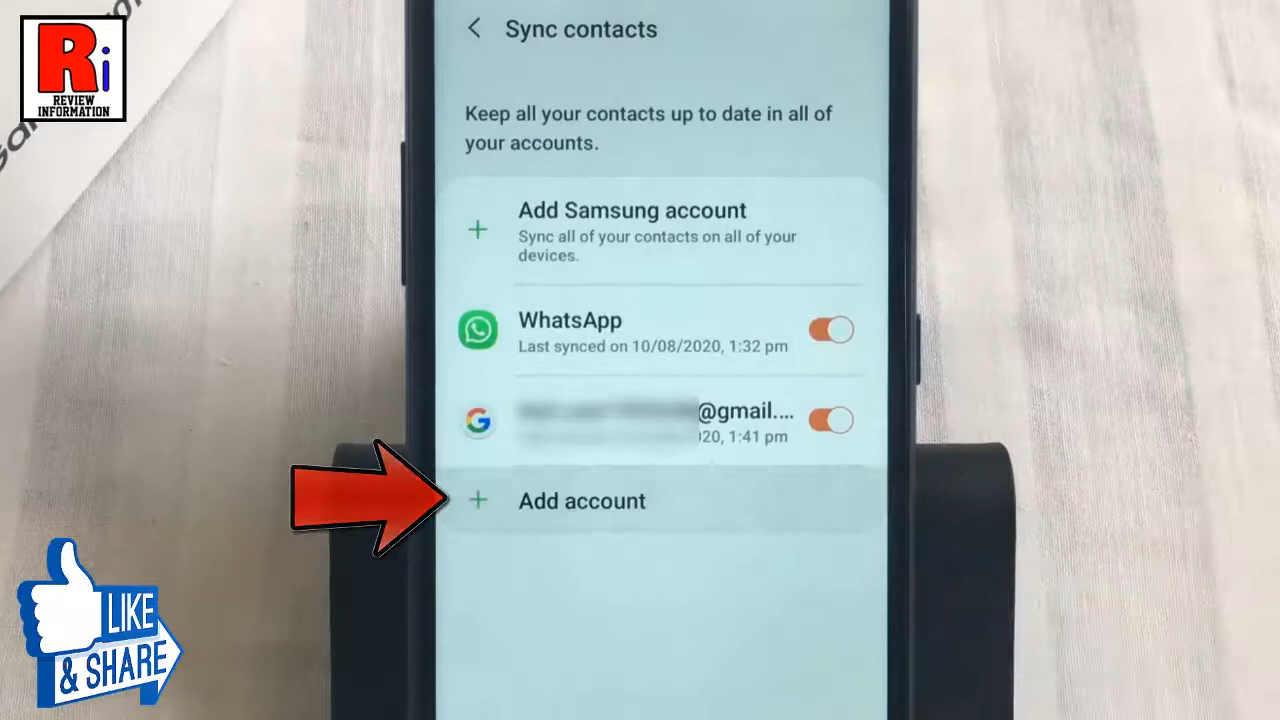 Ri
REVIEW
INFORMATION
Sync contacts
Keep all your contacts up to date in all of
your accounts.
Add Samsung account
Sync all of your contacts on all of your
devices.
WhatsApp
Last synced on 10/08/2020, 1:32 pm
@gmail....
20, 1:41 pm
Add account
LIKE
& SHARE